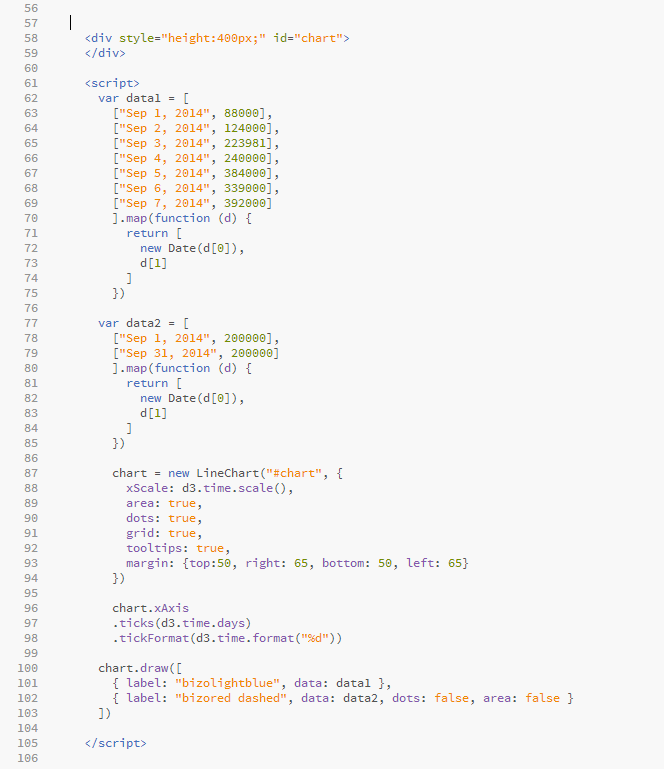 56
57
58 <div style="height:400px;" id="chart">
59 </div>
60
61 <script>
62 var data1 = [
63 ["Sep 1, 2014", 88000],
64 ["Sep 2, 2014", 124000],
65 ["Sep 3, 2014", 223981],
66 ["Sep 4, 2014", 240000],
67 ["Sep 5, 2014", 384000],
68 ["Sep 6, 2014", 339000],
69 ["Sep 7, 2014", 392000]
70 ].map(function (d) {
71 return [
72 new Date(d[0]),
73 d[1]
74 ]
75 })
76
77 var data2 = [
78 ["Sep 1, 2014", 200000],
79 ["Sep 31, 2014", 200000]
80 ].map(function (d) {
81 return [
82 new Date(d[0]),
83 d[1]
84 ]
85 })
86
87 chart = new LineChart("#chart", {
88 xScale: d3.time.scale(),
89 area: true,
90 dots: true,
91 grid: true,
92 tooltips: true,
93 margin: {top:50, right: 65, bottom: 50, left: 65}
94 })
95
96 chart.xAxis
97 .ticks(d3.time.days)
98 .tickFormat(d3.time.format("%d"))
99
100 chart.draw([
101 { label: "bizolightblue", data: data1 },
102 { label: "bizored dashed", data: data2, dots: false, area: false }
103 ])
104
105 </script>
106